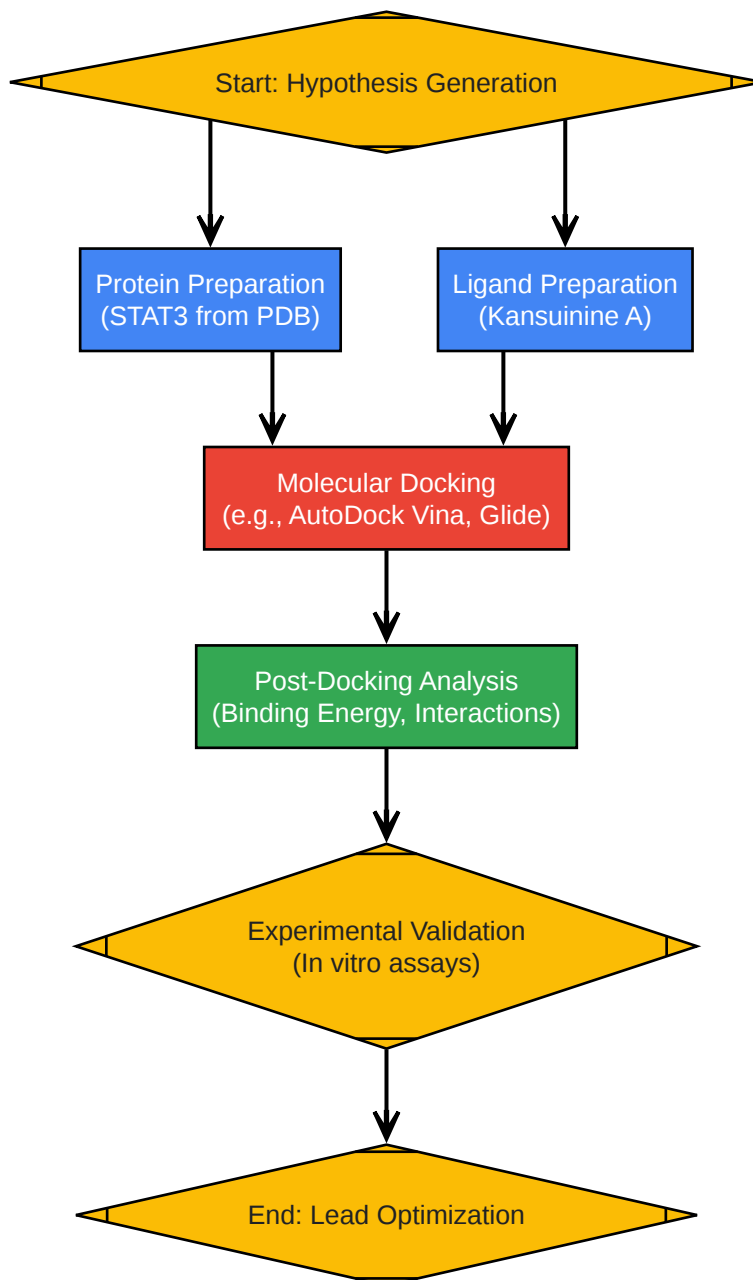 Start: Hypothesis Generation
Protein Preparation
(STAT3 from PDB)
Ligand Preparation
(Kansuinine A)
Molecular Docking
(e.g., AutoDock Vina, Glide)
Post-Docking Analysis
(Binding Energy, Interactions)
Experimental Validation
(In vitro assays)
End: Lead Optimization